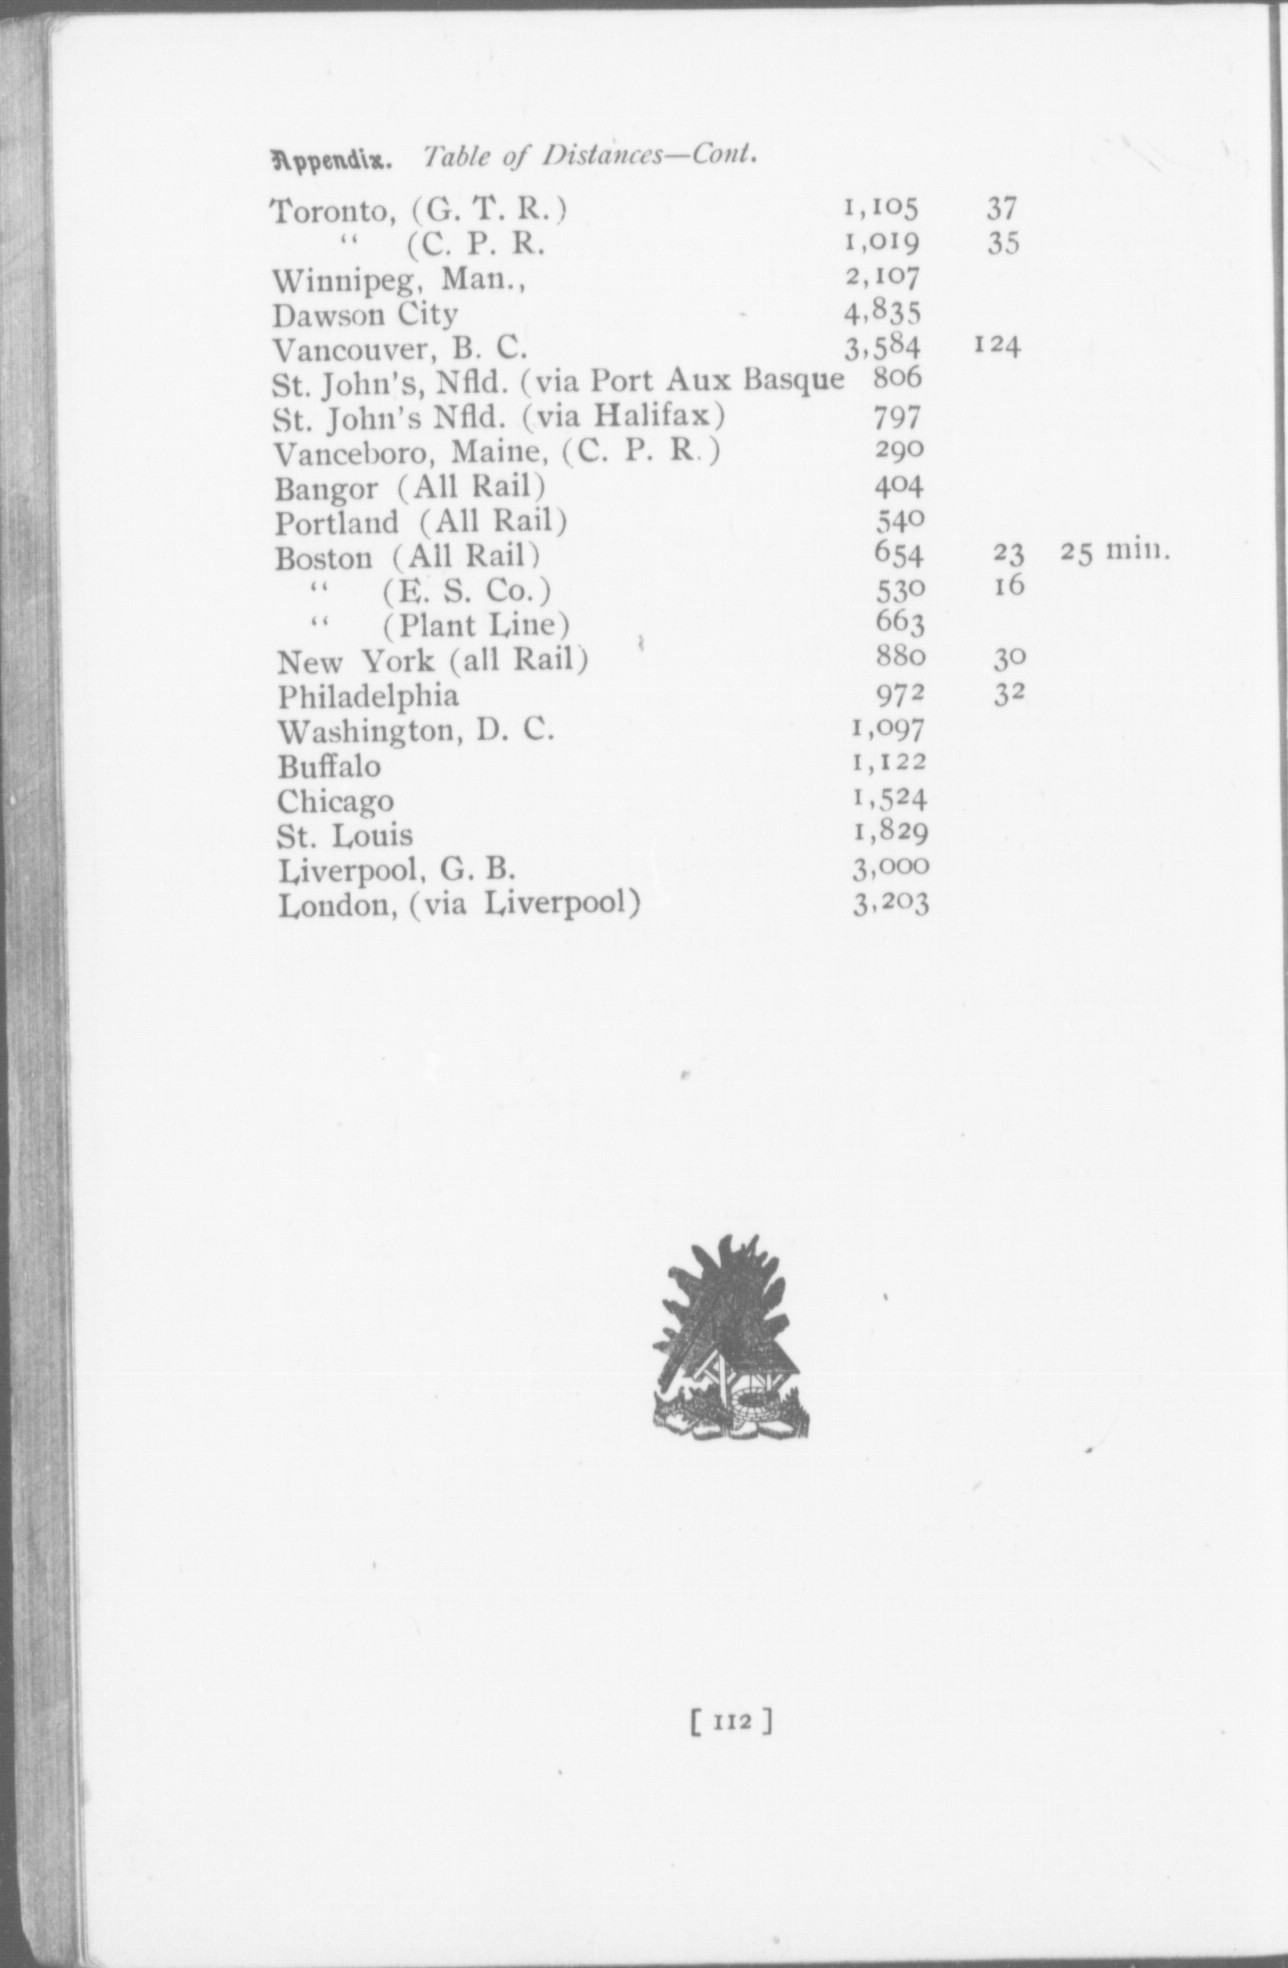 Appendix. Table of Distances—Cont.
Toronto, (G. T. R.) 1,105 37
“ (C. P. R. 1,019 35
Winnipeg, Man., 2,107
Dawson City 4,835
Vancouver, B. C. 3,584 124
St. John's, Nfld. (via Port Aux Basque 806
St. John's Nfld. (via Halifax) 797
Vanceboro, Maine, (C. P. R.) 290
Bangor (All Rail) 404
Portland (All Rail) 540
Boston (All Rail) 654 23 25 min.
“ (E. S. Co.) 530 16
“ (Plant Line) 663
New York (all Rail) 880 30
Philadelphia 972 32
Washington, D. C. 1,097
Buffalo 1,122
Chicago 1,524
St. Louis 1,829
Liverpool, G. B. 3,000
London, (via Liverpool) 3,203
[ 112 ]